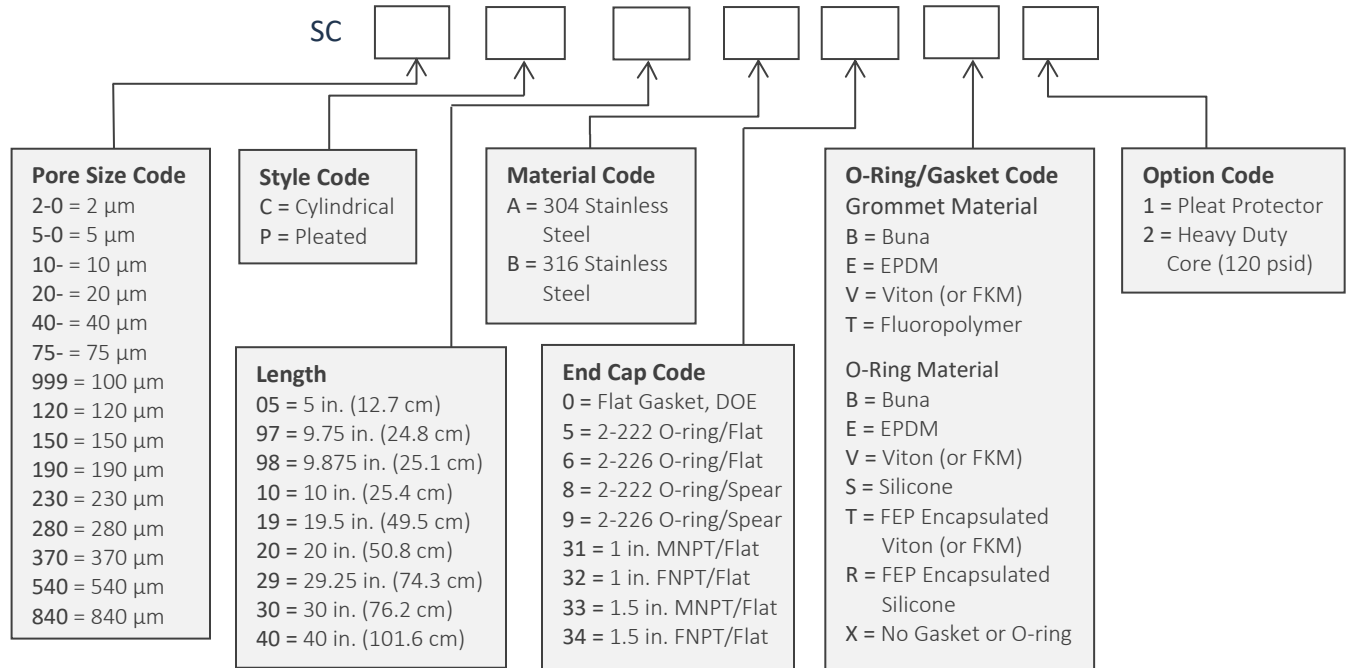 SC
Pore Size Code
2-0 = 2 µm
5-0 = 5 µm
10- = 10 µm
20- = 20 µm
40- = 40 µm
75- = 75 µm
999 = 100 µm
120 = 120 µm
150 = 150 µm
190 = 190 µm
230 = 230 µm
280 = 280 µm
370 = 370 µm
540 = 540 µm
840 = 840 µm
Style Code
C = Cylindrical
P = Pleated
Length
05 = 5 in. (12.7 cm)
97 = 9.75 in. (24.8 cm)
98 = 9.875 in. (25.1 cm)
10 = 10 in. (25.4 cm)
19 = 19.5 in. (49.5 cm)
20 = 20 in. (50.8 cm)
29 = 29.25 in. (74.3 cm)
30 = 30 in. (76.2 cm)
40 = 40 in. (101.6 cm)
Material Code
A = 304 Stainless
Steel
B = 316 Stainless
Steel
End Cap Code
0 = Flat Gasket, DOE
5 = 2-222 O-ring/Flat
6 = 2-226 O-ring/Flat
8 = 2-222 O-ring/Spear
9 = 2-226 O-ring/Spear
31 = 1 in. MNPT/Flat
32 = 1 in. FNPT/Flat
33 = 1.5 in. MNPT/Flat
34 = 1.5 in. FNPT/Flat
O-Ring/Gasket Code
Grommet Material
B = Buna
E = EPDM
V = Viton (or FKM)
T = Fluoropolymer
O-Ring Material
B = Buna
E = EPDM
V = Viton (or FKM)
S = Silicone
T = FEP Encapsulated
Viton (or FKM)
R = FEP Encapsulated
Silicone
X = No Gasket or O-ring
Option Code
1 = Pleat Protector
2 = Heavy Duty
Core (120 psid)